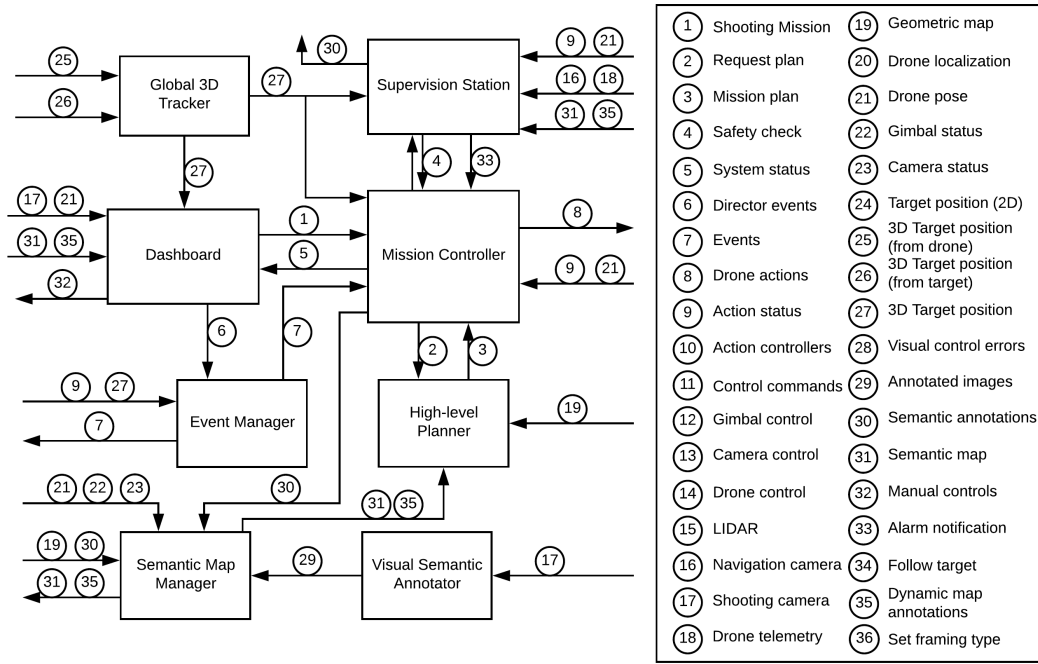 30
9 21
25
Global 3D
Tracker
27
Supervision Station
16 18
26
31 35
4
33
27
17 21
1
8
31 35
Dashboard
5
Mission Controller
9 21
32
6
7
2
3
9 27
High-level
Planner
19
7
Event Manager
21 22 23
30
31 35
19 30
Semantic Map
Manager
29
Visual Semantic
Annotator
17
31 35
1 Shooting Mission
2 Request plan
3 Mission plan
4 Safety check
5 System status
6 Director events
7 Events
8 Drone actions
9 Action status
10 Action controllers
11 Control commands
12 Gimbal control
13 Camera control
14 Drone control
15 LIDAR
16 Navigation camera
17 Shooting camera
18 Drone telemetry
19 Geometric map
20 Drone localization
21 Drone pose
22 Gimbal status
23 Camera status
24 Target position (2D)
25 3D Target position
(from drone)
26 3D Target position
(from target)
27 3D Target position
28 Visual control errors
29 Annotated images
30 Semantic annotations
31 Semantic map
32 Manual controls
33 Alarm notification
34 Follow target
35 Dynamic map
annotations
36 Set framing type